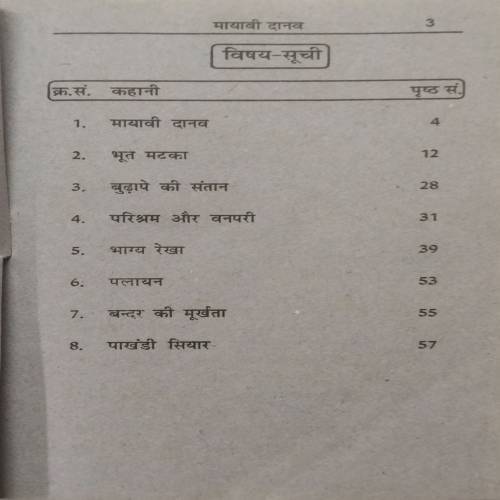 मायावी दानव 3
विषय-सूची
क्र.सं. कहानी पृष्ठ सं.
1. मायावी दानव 4
2. भूत मटका 12
3. बुढ़ापे की संतान 28
4. परिश्रम और वनपरी 31
5. भाग्य रेखा 39
6. पलायन 53
7. बन्दर की मूर्खता 55
8. पाखंडी सियार 57